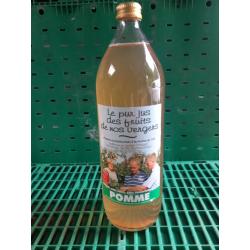 Le pur jus
des fruits
de nos vergers
POMME